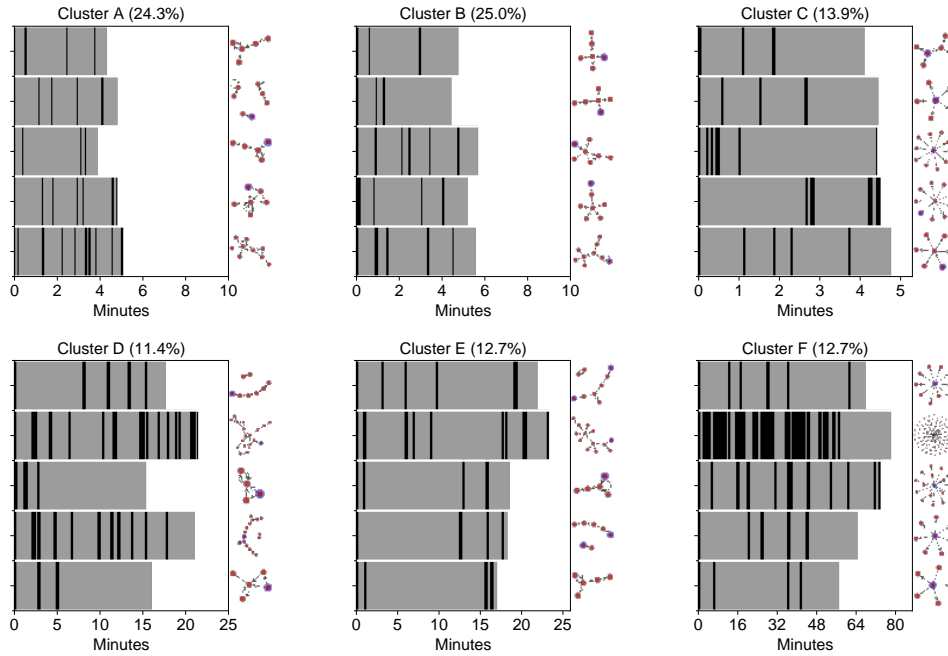 Cluster A (24.3%)
Cluster B (25.0%)
Cluster C (13.9%)
0 2 4 6 8 10
0 2 4 6 8 10
0 1 2 3 4 5
Minutes
Minutes
Minutes
Cluster D (11.4%)
Cluster E (12.7%)
Cluster F (12.7%)
0 5 10 15 20 25
0 5 10 15 20 25
0 16 32 48 64 80
Minutes
Minutes
Minutes